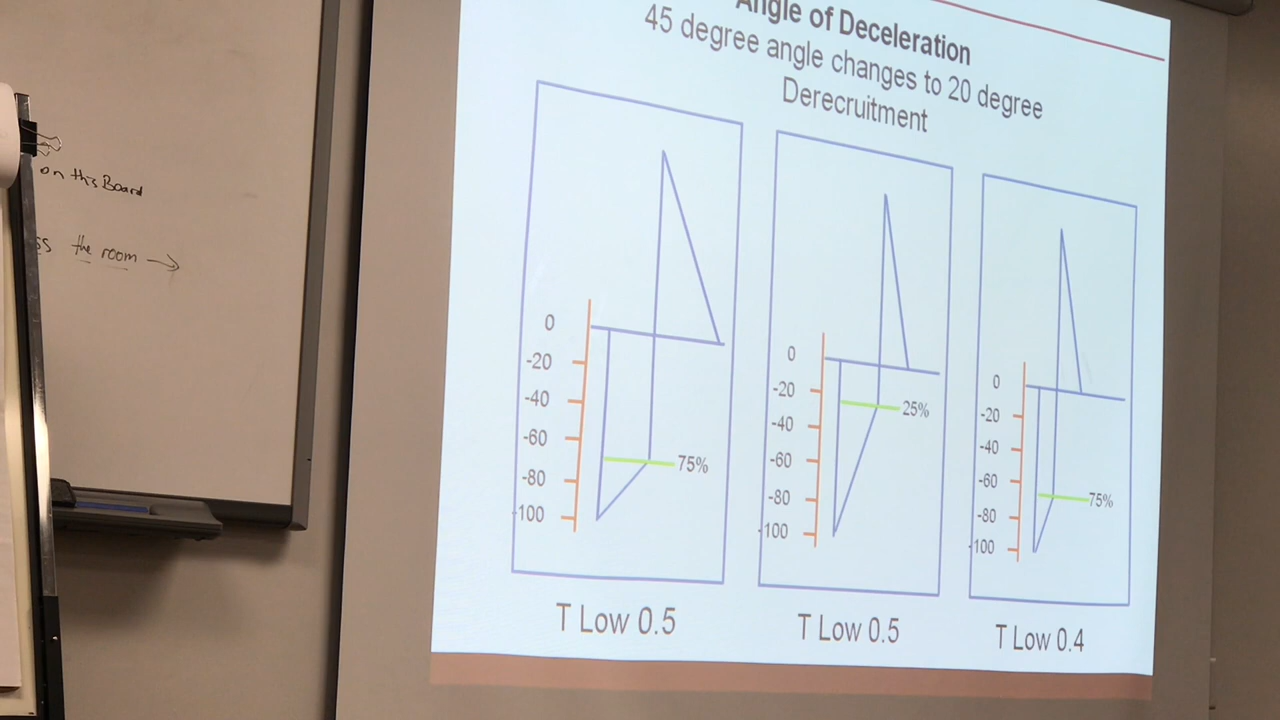 on this Board
the room →
Angle of Deceleration
45 degree angle changes to 20 degree
Derecruitment
0
-20
-40
-60
-80
-100
75%
T Low 0.5
0
-20
-40
-60
-80
-100
25%
T Low 0.5
0
-20
-40
-60
-80
-100
75%
T Low 0.4